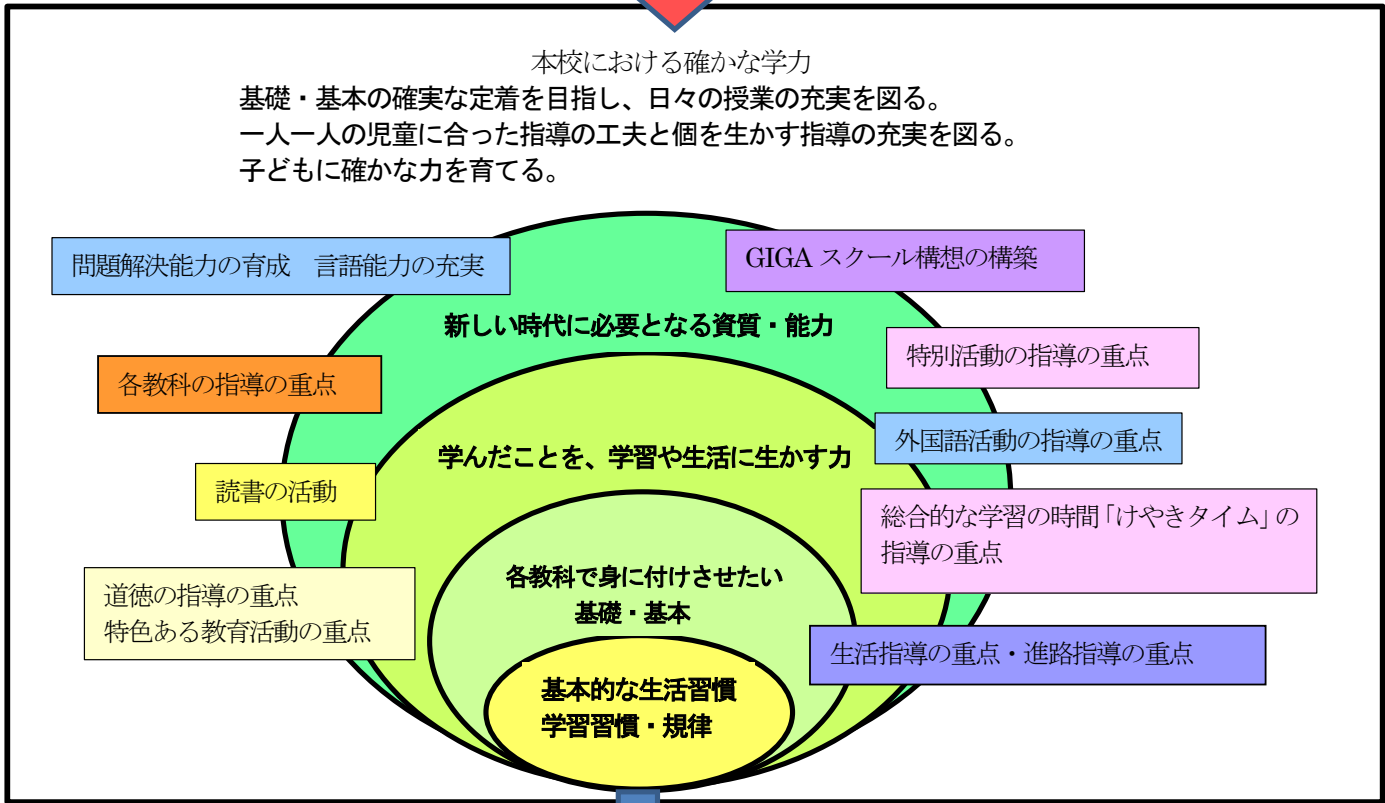 本校における確かな学力
基礎・基本の確実な定着を目指し、日々の授業の充実を図る。
一人一人の児童に合った指導の工夫と個を生かす指導の充実を図る。
子どもに確かな力を育てる。
問題解決能力の育成　言語能力の充実
GIGA スクール構想の構築
新しい時代に必要となる資質・能力
特別活動の指導の重点
各教科の指導の重点
外国語活動の指導の重点
学んだことを、学習や生活に生かす力
読書の活動
総合的な学習の時間「けやきタイム」の
指導の重点
各教科で身に付けさせたい
基礎・基本
道徳の指導の重点
特色ある教育活動の重点
生活指導の重点・進路指導の重点
基本的な生活習慣
学習習慣・規律